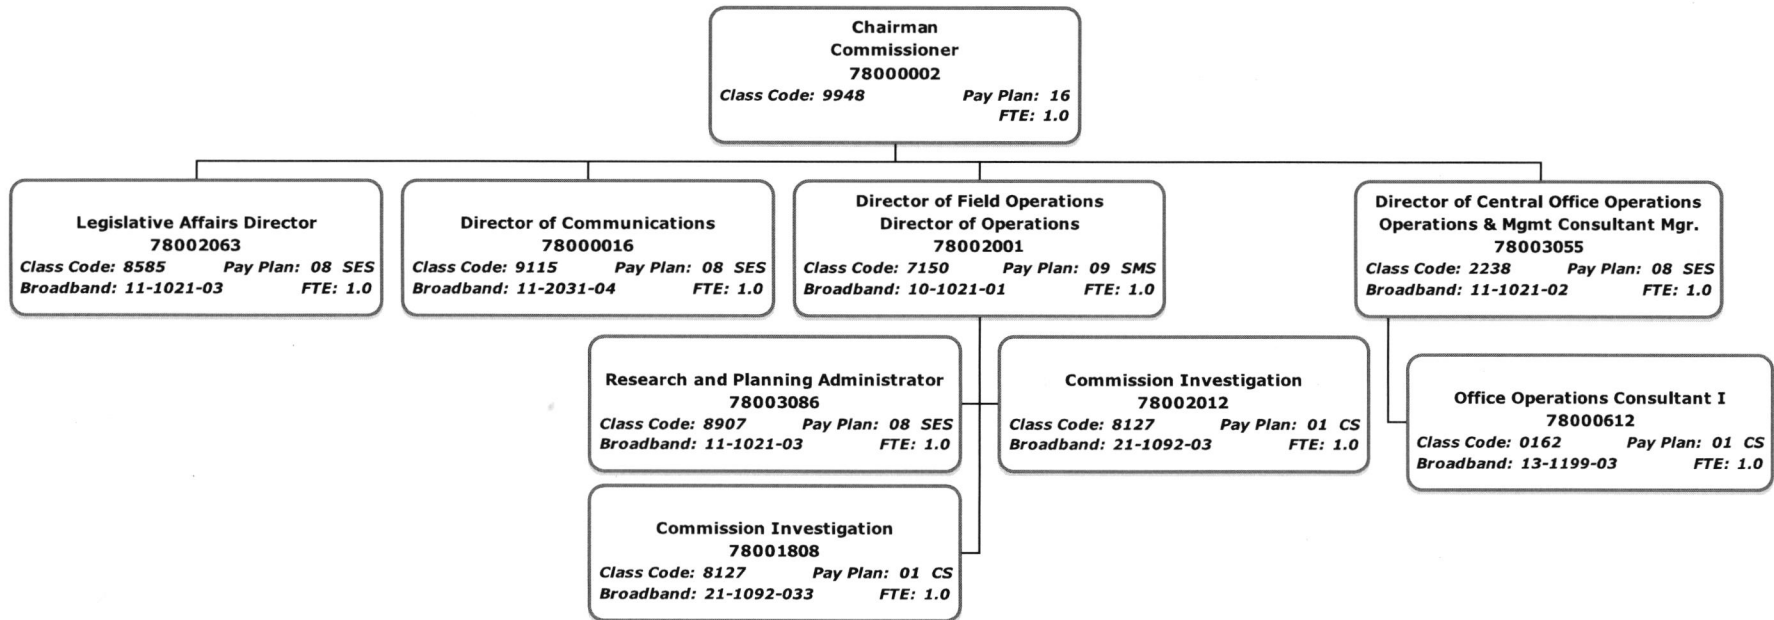 Chairman
Commissioner
78000002
Class Code: 9948 Pay Plan: 16
FTE: 1.0
Legislative Affairs Director
78002063
Class Code: 8585 Pay Plan: 08 SES
Broadband: 11-1021-03 FTE: 1.0
Director of Communications
78000016
Class Code: 9115 Pay Plan: 08 SES
Broadband: 11-2031-04 FTE: 1.0
Director of Field Operations
Director of Operations
78002001
Class Code: 7150 Pay Plan: 09 SMS
Broadband: 10-1021-01 FTE: 1.0
Director of Central Office Operations
Operations & Mgmt Consultant Mgr.
78003055
Class Code: 2238 Pay Plan: 08 SES
Broadband: 11-1021-02 FTE: 1.0
Research and Planning Administrator
78003086
Class Code: 8907 Pay Plan: 08 SES
Broadband: 11-1021-03 FTE: 1.0
Commission Investigation
78002012
Class Code: 8127 Pay Plan: 01 CS
Broadband: 21-1092-03 FTE: 1.0
Office Operations Consultant I
78000612
Class Code: 0162 Pay Plan: 01 CS
Broadband: 13-1199-03 FTE: 1.0
Commission Investigation
78001808
Class Code: 8127 Pay Plan: 01 CS
Broadband: 21-1092-033 FTE: 1.0